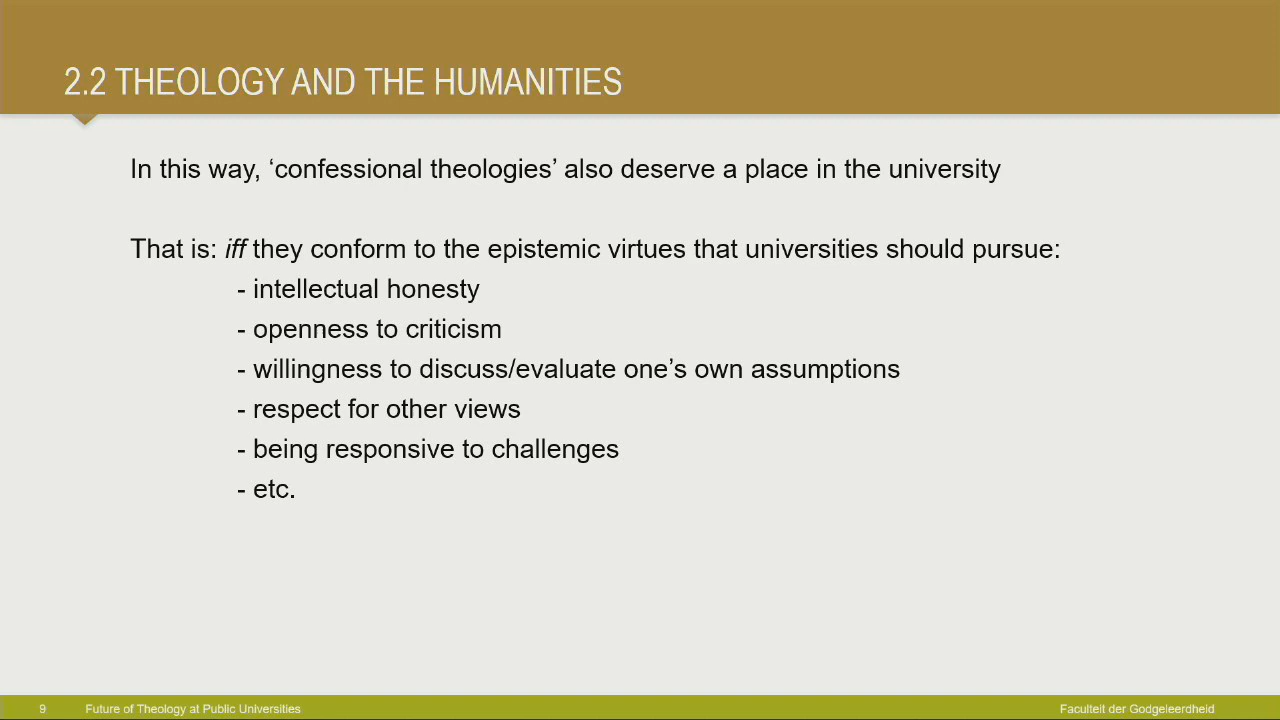 2.2 THEOLOGY AND THE HUMANITIES
In this way, ‘confessional theologies’ also deserve a place in the university
That is: iff they conform to the epistemic virtues that universities should pursue:
- intellectual honesty
- openness to criticism
- willingness to discuss/evaluate one’s own assumptions
- respect for other views
- being responsive to challenges
- etc.
9 Future of Theology at Public Universities Faculteit der Godgeleerdheid